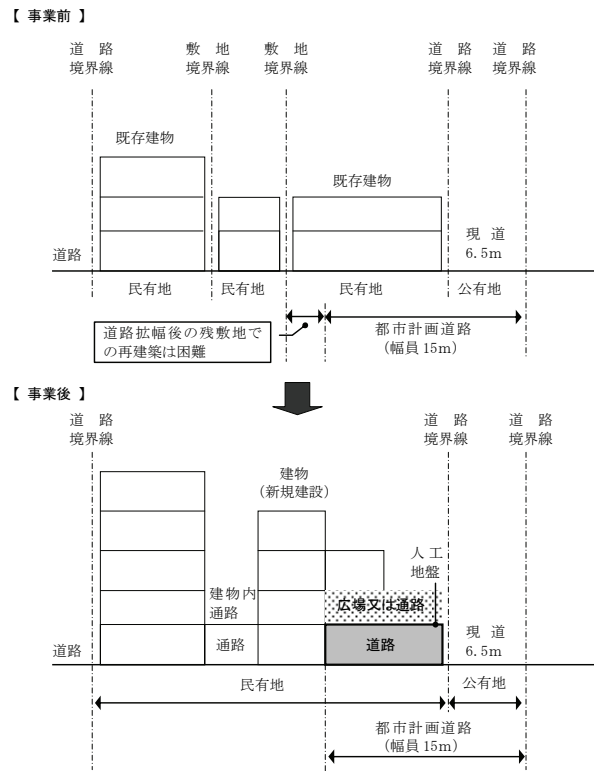 【 事業前 】
道 路
境界線
敷 地
境界線
敷 地
境界線
道 路
境界線
道 路
境界線
既存建物
既存建物
道路
現 道
6.5m
民有地
民有地
民有地
公有地
道路拡幅後の残敷地で
の再建築は困難
都市計画道路
（幅員 15m）
【 事業後 】
道 路
境界線
道 路
境界線
道 路
境界線
建物
（新規建設）
人工
地盤
建物内
通路
広場又は通路
道路
通路
道路
現 道
6.5m
民有地
公有地
都市計画道路
（幅員 15m）